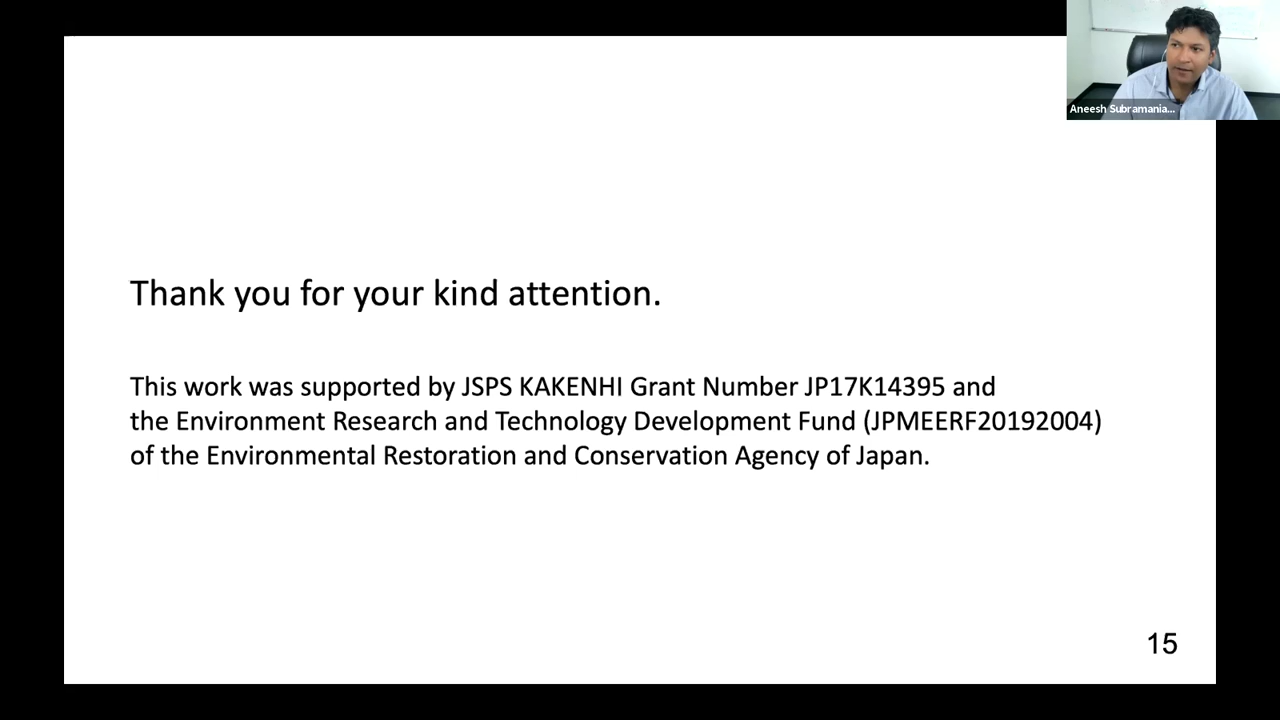 Aneesh Subramania...
Thank you for your kind attention.
This work was supported by JSPS KAKENHI Grant Number JP17K14395 and
the Environment Research and Technology Development Fund (JPMEERF20192004)
of the Environmental Restoration and Conservation Agency of Japan.
15